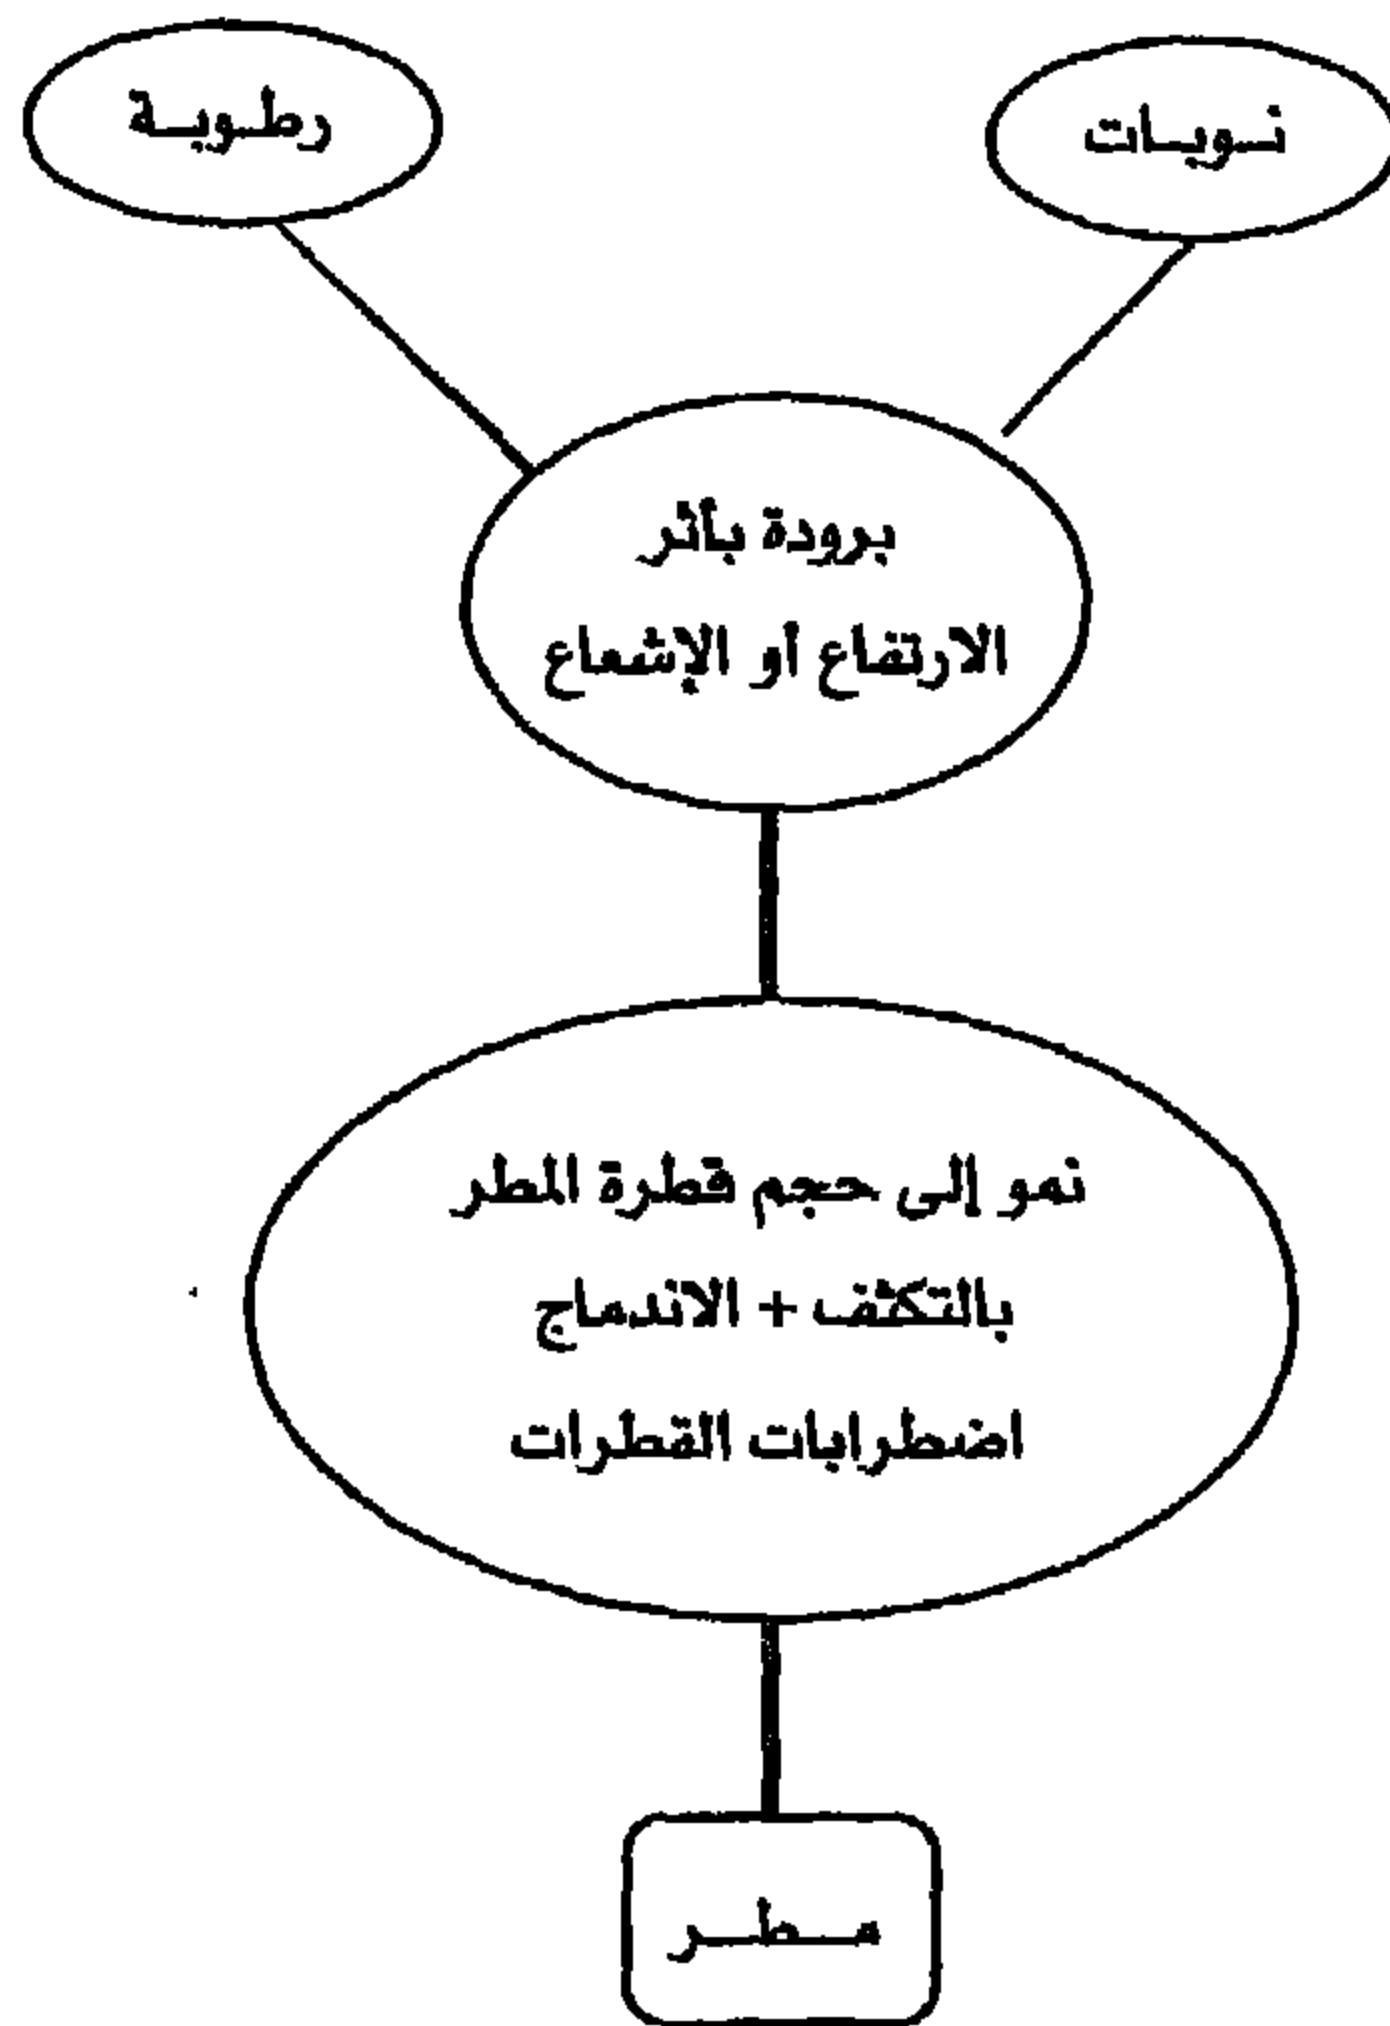 نويات
رطوبة
برودة بأثر
الارتفاع أو الإشعاع
نمو إلى حجم قطرة المطر
بالتكثف + الاندماج
اضطرابات القطرات
مطر